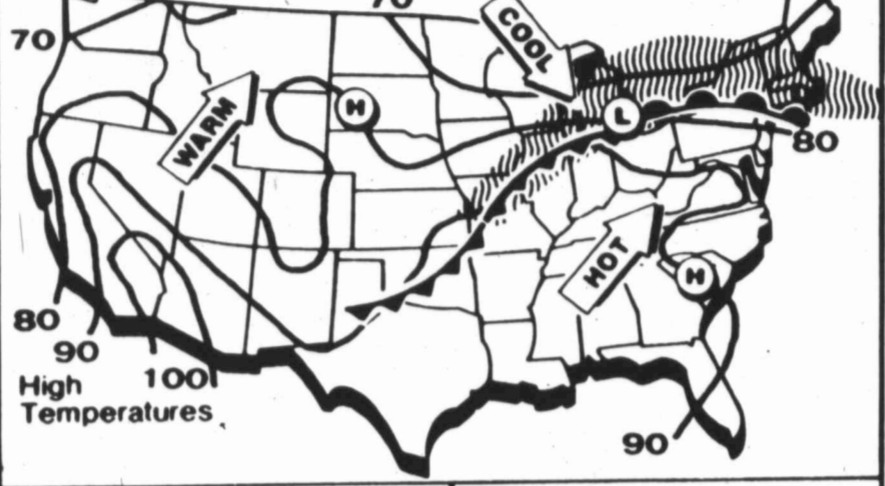 70
70
COOL
WARM
H
L
80
HOT
H
80
90
100
High
Temperatures
90